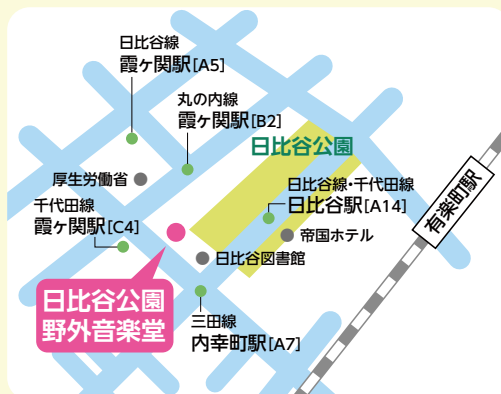 日比谷線
霞ヶ関駅[A5]
丸の内線
霞ヶ関駅[B2]
日比谷公園
厚生労働省
日比谷線・千代田線
日比谷駅[A14]
有楽町駅
千代田線
霞ヶ関駅[C4]
帝国ホテル
日比谷図書館
日比谷公園
野外音楽堂
三田線
内幸町駅[A7]